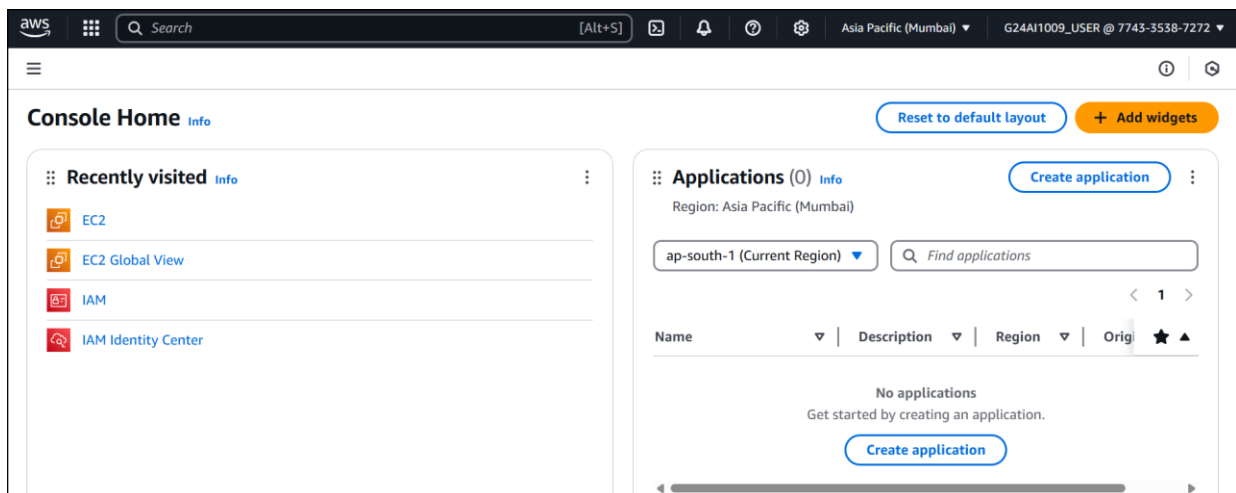 aws
Search [Alt+S]
Asia Pacific (Mumbai)
G24AI1009_USER @ 7743-3538-7272
Console Home Info
Reset to default layout
+ Add widgets
Recently visited Info
EC2
EC2 Global View
IAM
IAM Identity Center
Applications (0) Info
Create application
Region: Asia Pacific (Mumbai)
ap-south-1 (Current Region)
Find applications
1
Name Description Region Origi
No applications
Get started by creating an application.
Create application